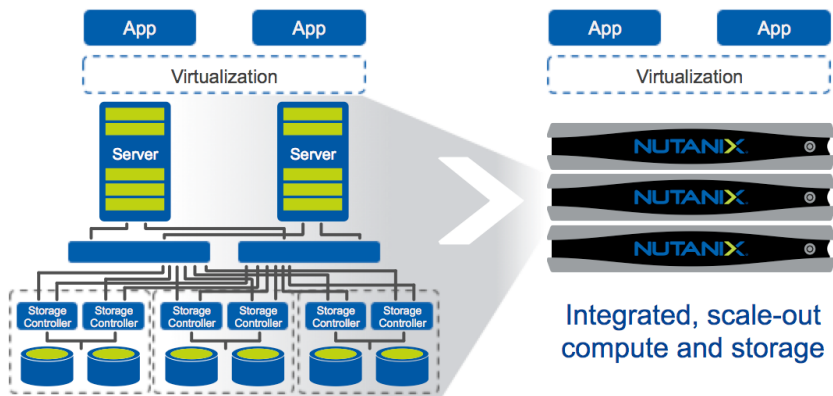 App
App
Virtualization
Server
Server
Storage
Controller
Storage
Controller
Storage
Controller
Storage
Controller
Storage
Controller
Storage
Controller
App
App
Virtualization
NUTANIX
NUTANIX
NUTANIX
Integrated, scale-out
compute and storage